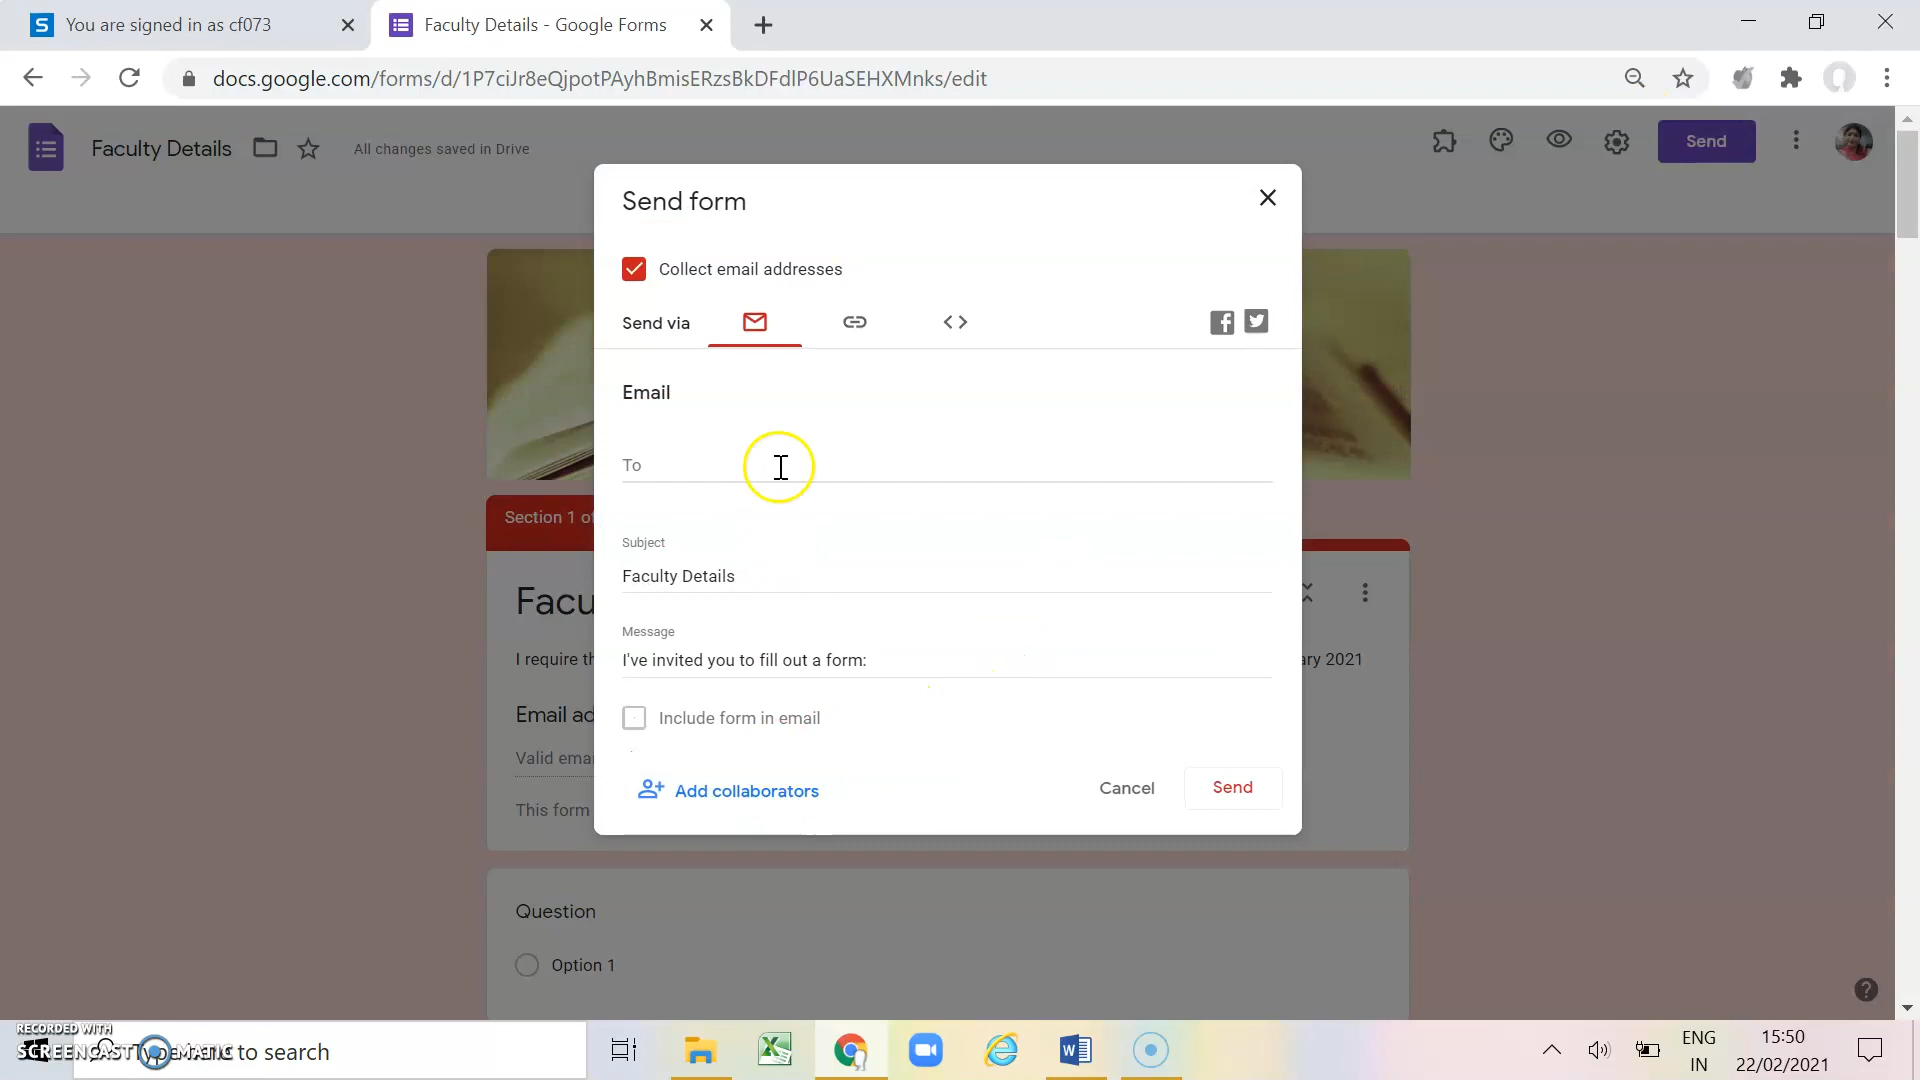 You are signed in as cf073
Faculty Details - Google Forms
docs.google.com/forms/d/1P7ciJr8eQjpotPAyhBmisERzsBkDFdlP6UaSEHXMnks/edit
Faculty Details
All changes saved in Drive
Send
Send form
Collect email addresses
Send via
Email
To
Section 1 of
Subject
Faculty Details
Facu
Message
I require th
I've invited you to fill out a form:
ary 2021
Email ad
Include form in email
Valid emai
Add collaborators
Cancel
Send
This form
Question
Option 1
RECORDED WITH
SCREENCAST MATIC
to search
ENG
IN
15:50
22/02/2021